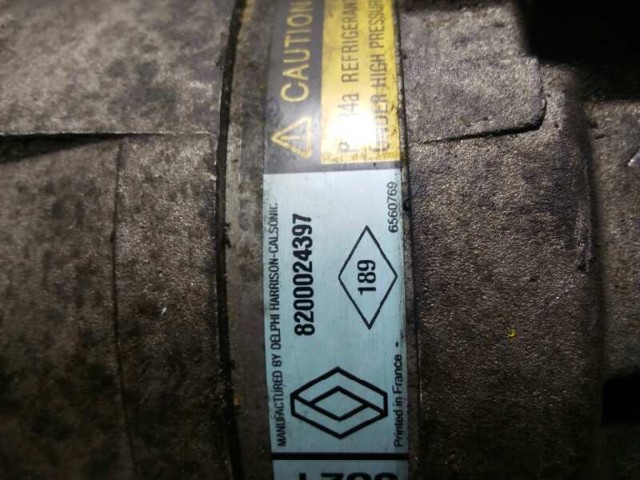 CAUTION
R134a REFRIGERANT
UNDER HIGH PRESSURE
MANUFACTURED BY DELPHI HARRISON-CALSONIC
8200024397
189
6560769
Printed in France